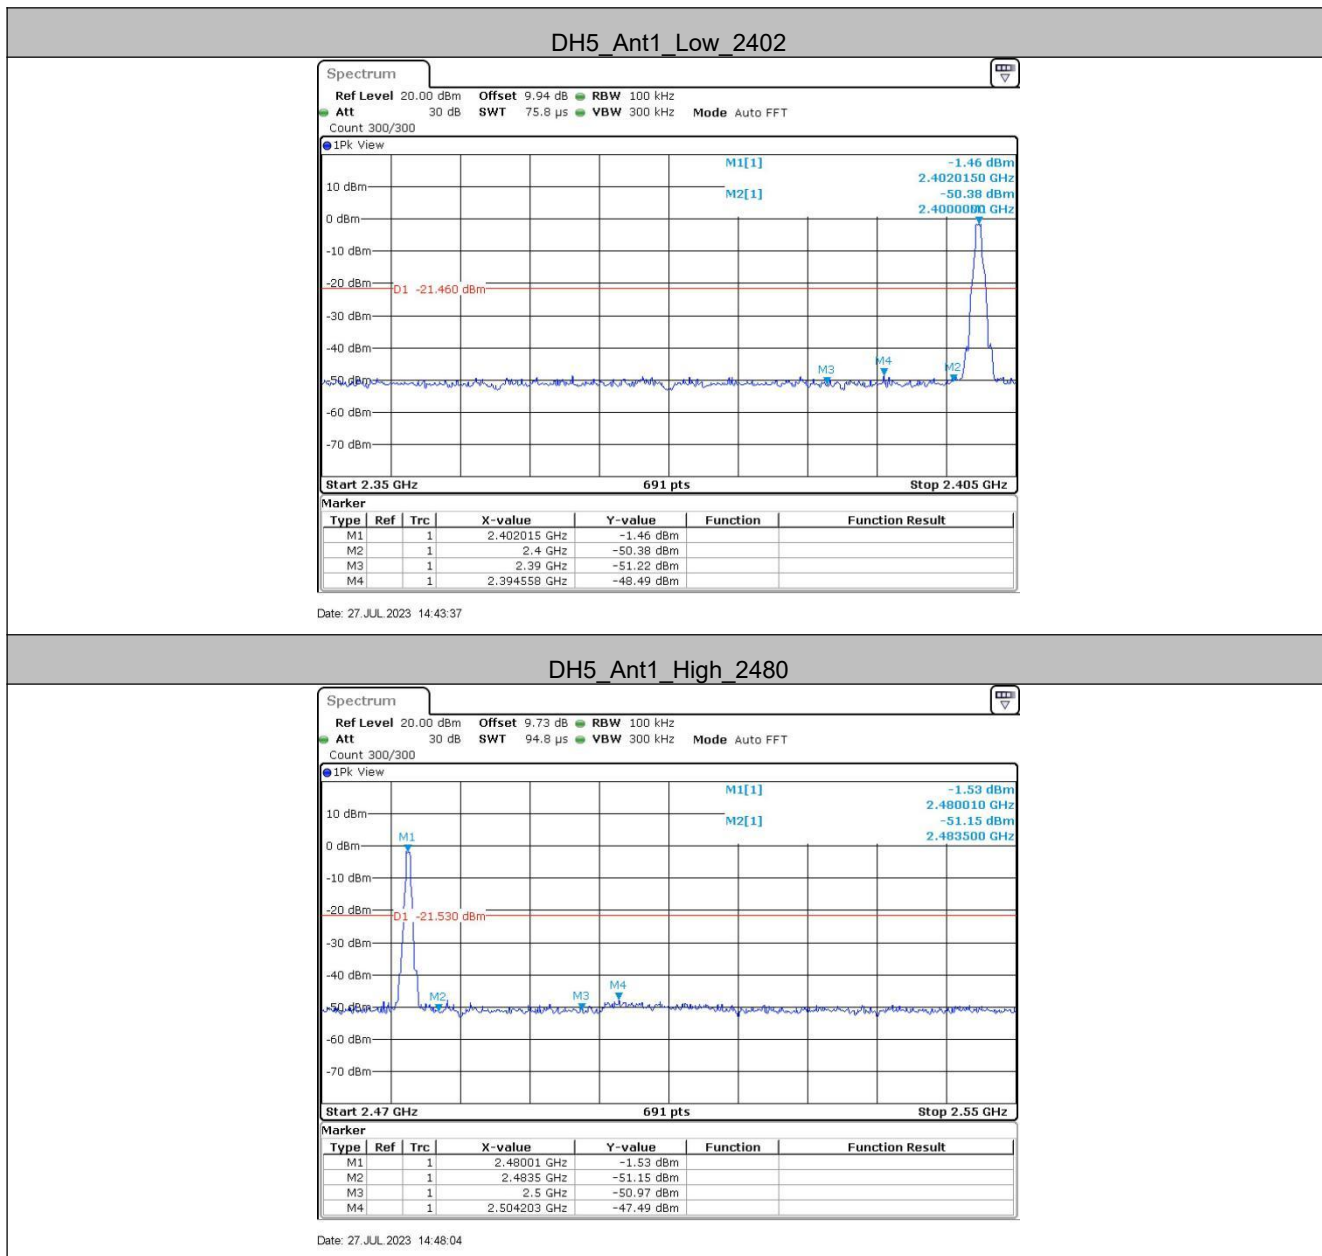 DH5_Ant1_Low_2402
Spectrum
Ref Level 20.00 dBm Offset 9.94 dB RBW 100 kHz
Att 30 dB SWT 75.8 µs VBW 300 kHz Mode Auto FFT
Count 300/300
1Pk View
M1[1] -1.46 dBm
2.4020150 GHz
M2[1] -50.38 dBm
GHz
10 dBm
0 dBm
-10 dBm
-20 dBm
D1 -21.460 dBm
-30 dBm
-40 dBm
M3 M4 M2
-50 dBm
-60 dBm
-70 dBm
Start 2.35 GHz 691 pts Stop 2.405 GHz
Marker
Type Ref Trc X-value Y-value Function Function Result
M1 1 2.402015 GHz -1.46 dBm
M2 1 2.4 GHz -50.38 dBm
M3 1 2.39 GHz -51.22 dBm
M4 1 2.394558 GHz -48.49 dBm
Date: 27.JUL.2023 14:43:37
DH5_Ant1_High_2480
Spectrum
Ref Level 20.00 dBm Offset 9.73 dB RBW 100 kHz
Att 30 dB SWT 94.8 µs VBW 300 kHz Mode Auto FFT
Count 300/300
1Pk View
M1[1] -1.53 dBm
2.480010 GHz
10 dBm
M2[1] -51.15 dBm
2.483500 GHz
M1
0 dBm
-10 dBm
-20 dBm
D1 -21.530 dBm
-30 dBm
-40 dBm
M2 M3 M4
-50 dBm
-60 dBm
-70 dBm
Start 2.47 GHz 691 pts Stop 2.55 GHz
Marker
Type Ref Trc X-value Y-value Function Function Result
M1 1 2.48001 GHz -1.53 dBm
M2 1 2.4835 GHz -51.15 dBm
M3 1 2.5 GHz -50.97 dBm
M4 1 2.504203 GHz -47.49 dBm
Date: 27.JUL.2023 14:48:04